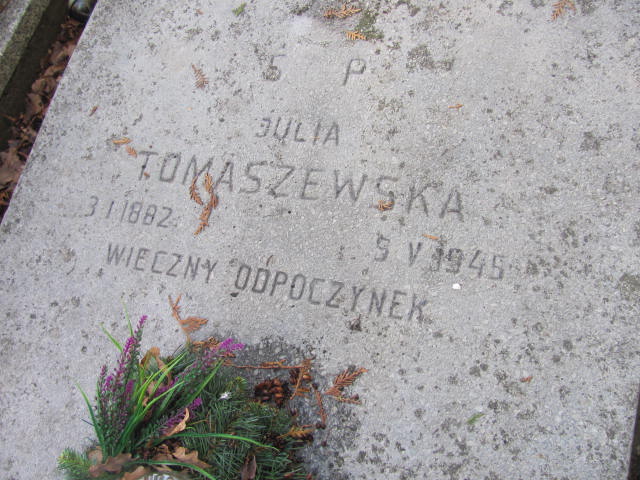 Ś P
JULIA
TOMASZEWSKA
3 I 1882. 5 V 1945
WIECZNY ODPOCZYNEK